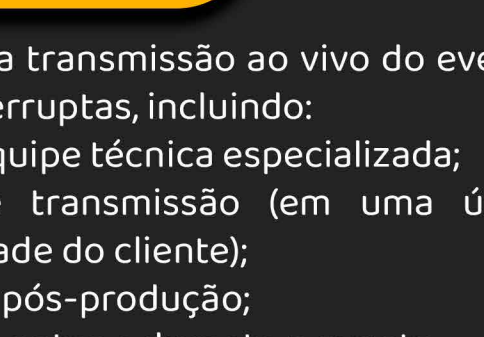 a transmissão ao vivo do eve
erruptas, incluindo:
quipe técnica especializada;
transmissão (em uma ú
ade do cliente);
pós-produção;